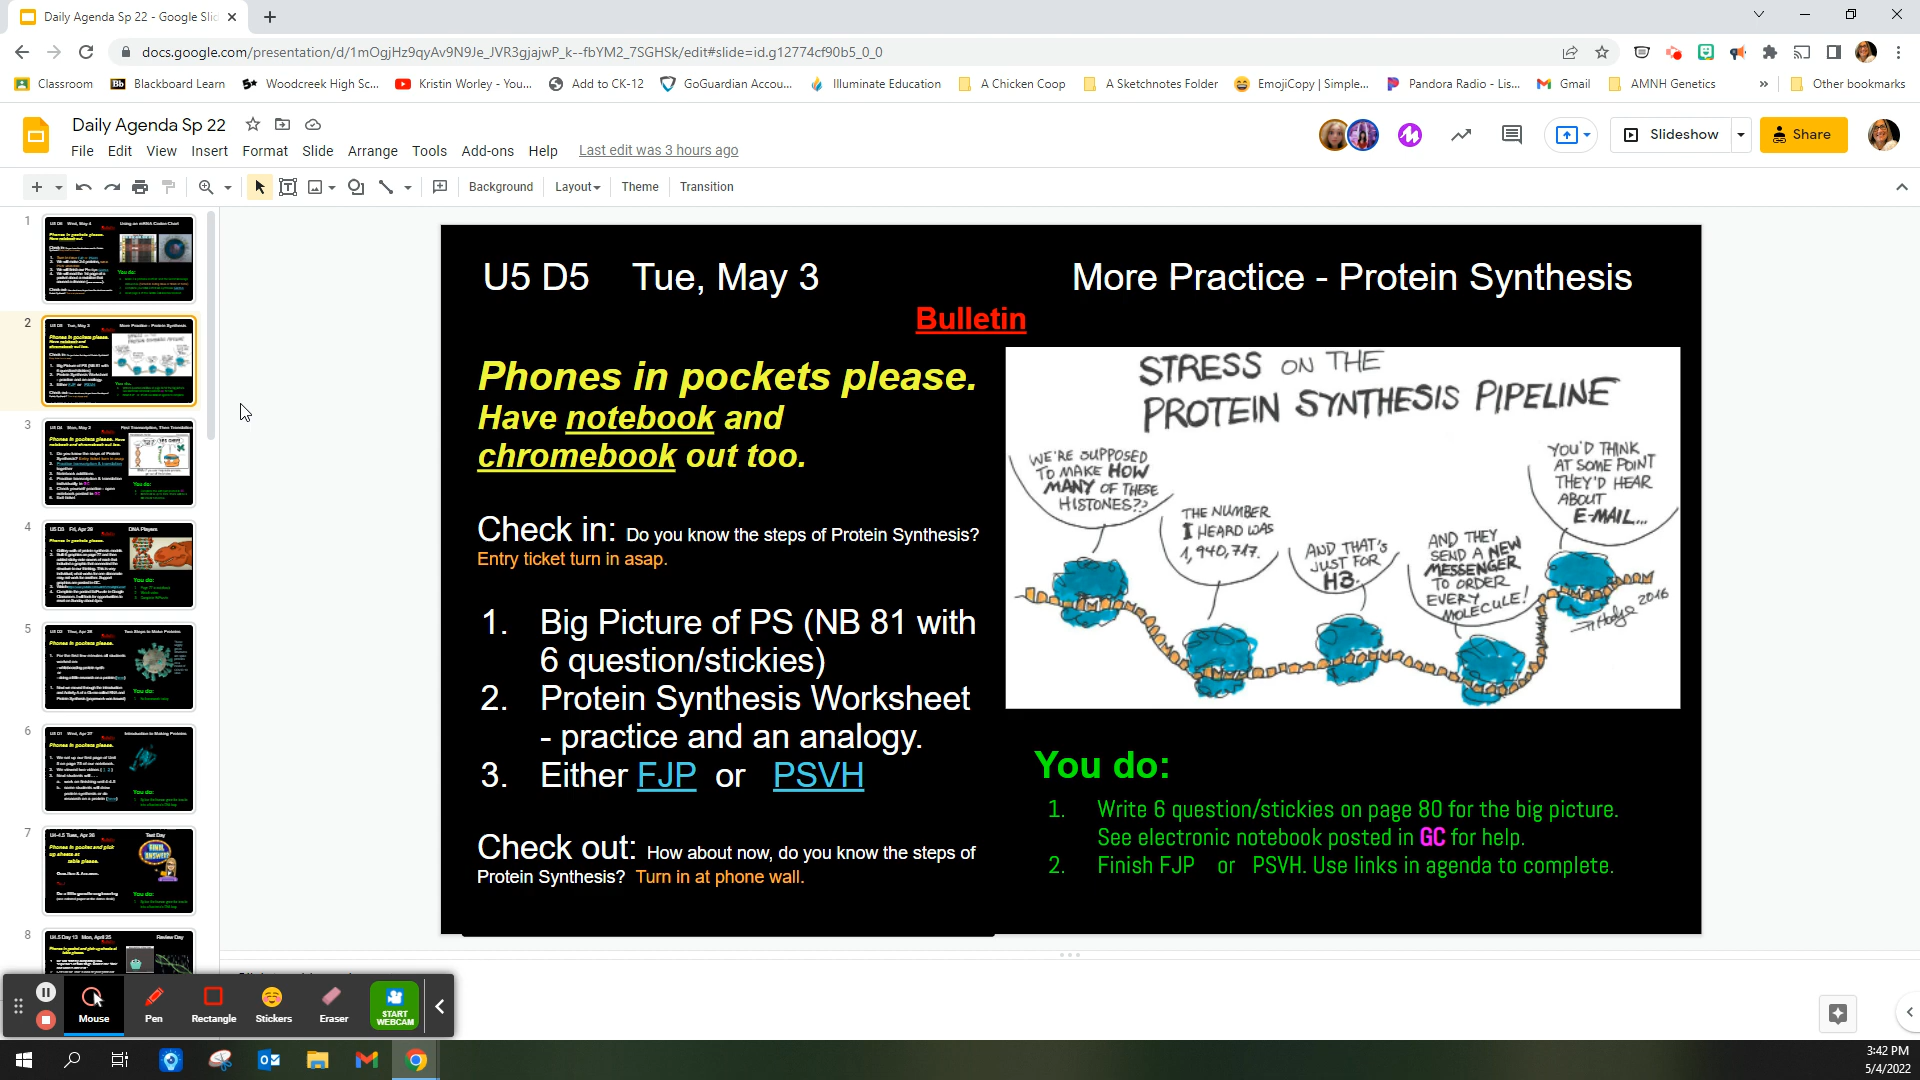 Daily Agenda Sp 22 - Google Slid
docs.google.com/presentation/d/1mOgjHz9qyAv9N9Je_JVR3gjajwP_k--fbYM2_7SGHSk/edit#slide=id.g12774cf90b5_0_0
Classroom
Bb Blackboard Learn
Woodcreek High Sc...
Kristin Worley - You...
Add to CK-12
GoGuardian Accou...
Illuminate Education
A Chicken Coop
A Sketchnotes Folder
EmojiCopy | Simple...
Pandora Radio - Lis...
Gmail
AMNH Genetics
»
Other bookmarks
Daily Agenda Sp 22
Slideshow
Share
File Edit View Insert Format Slide Arrange Tools Add-ons Help Last edit was 3 hours ago
Background Layout Theme Transition
1
2
3
4
5
6
7
8
U5 D5 Tue, May 3 More Practice - Protein Synthesis
Bulletin
Phones in pockets please.
Have notebook and
chromebook out too.
Check in: Do you know the steps of Protein Synthesis?
Entry ticket turn in asap.
1. Big Picture of PS (NB 81 with
6 question/stickies)
2. Protein Synthesis Worksheet
- practice and an analogy.
3. Either FJP or PSVH
Check out: How about now, do you know the steps of
Protein Synthesis? Turn in at phone wall.
STRESS ON THE
PROTEIN SYNTHESIS PIPELINE
WE'RE SUPPOSED
TO MAKE HOW
MANY OF THESE
HISTONES??
THE NUMBER
I HEARD WAS
1,940,717.
AND THAT'S
JUST FOR
H3.
AND THEY
SEND A NEW
MESSENGER
TO ORDER
EVERY
MOLECULE!
YOU'D THINK
AT SOME POINT
THEY'D HEAR
ABOUT
E-MAIL...
2016
You do:
1. Write 6 question/stickies on page 80 for the big picture.
See electronic notebook posted in GC for help.
2. Finish FJP or PSVH. Use links in agenda to complete.
Mouse
Pen
Rectangle
Stickers
Eraser
START
WEBCAM
3:42 PM
5/4/2022